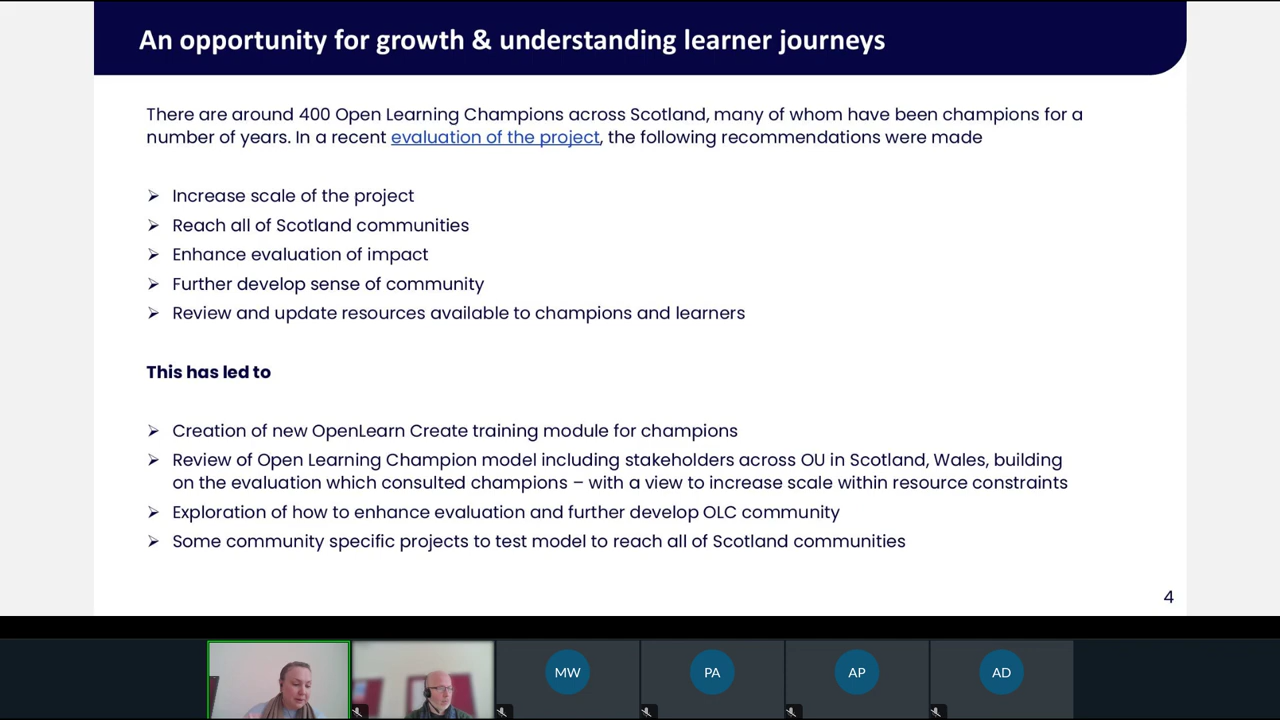 An opportunity for growth & understanding learner journeys
There are around 400 Open Learning Champions across Scotland, many of whom have been champions for a
number of years. In a recent evaluation of the project, the following recommendations were made
➢ Increase scale of the project
➢ Reach all of Scotland communities
➢ Enhance evaluation of impact
➢ Further develop sense of community
➢ Review and update resources available to champions and learners
This has led to
➢ Creation of new OpenLearn Create training module for champions
➢ Review of Open Learning Champion model including stakeholders across OU in Scotland, Wales, building
on the evaluation which consulted champions – with a view to increase scale within resource constraints
➢ Exploration of how to enhance evaluation and further develop OLC community
➢ Some community specific projects to test model to reach all of Scotland communities
4
MW PA AP AD